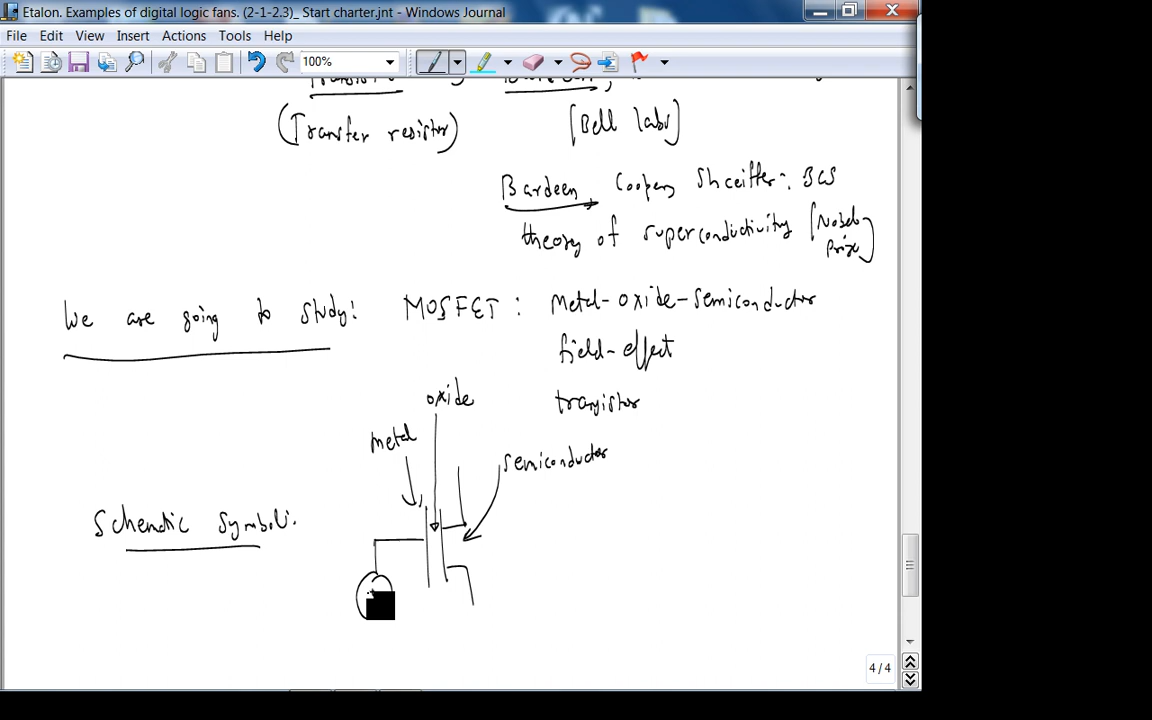 Etalon. Examples of digital logic fans. (2-1-2.3)_ Start charter.jnt - Windows Journal
File Edit View Insert Actions Tools Help
100%
(Transfer resistor) [Bell labs]
Bardeen, Cooper, Shceiffer: BCS
theory of superconductivity [Nobel
Prize]
We are going to study: MOSFET: metal-oxide-semiconductor
field-effect
transistor
oxide
metal
semiconductor
Schematic Symbol:
4 / 4